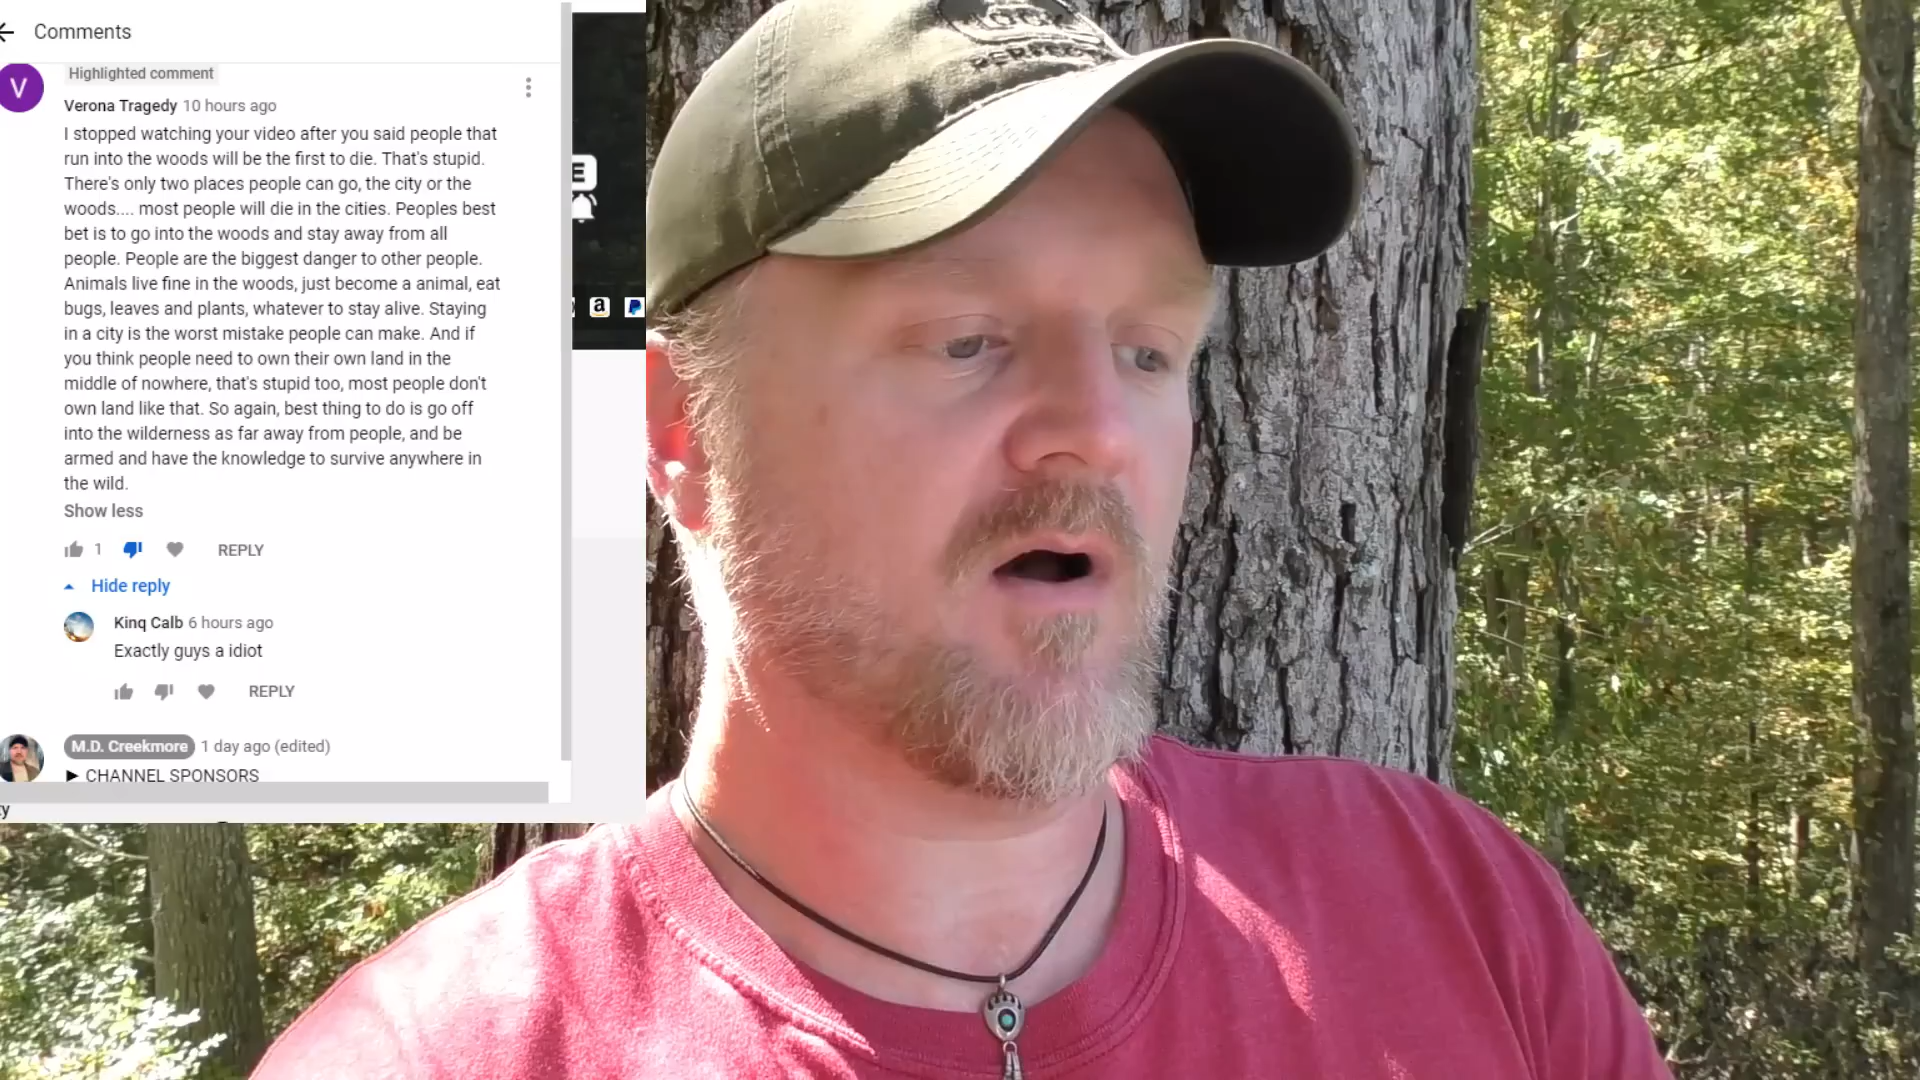 Comments
Highlighted comment
V
Verona Tragedy 10 hours ago
I stopped watching your video after you said people that
run into the woods will be the first to die. That's stupid.
There's only two places people can go, the city or the
woods.... most people will die in the cities. Peoples best
bet is to go into the woods and stay away from all
people. People are the biggest danger to other people.
Animals live fine in the woods, just become a animal, eat
bugs, leaves and plants, whatever to stay alive. Staying
in a city is the worst mistake people can make. And if
you think people need to own their own land in the
middle of nowhere, that's stupid too, most people don't
own land like that. So again, best thing to do is go off
into the wilderness as far away from people, and be
armed and have the knowledge to survive anywhere in
the wild.
Show less
1
REPLY
Hide reply
Kinq Calb 6 hours ago
Exactly guys a idiot
REPLY
M.D. Creekmore 1 day ago (edited)
► CHANNEL SPONSORS
E
a